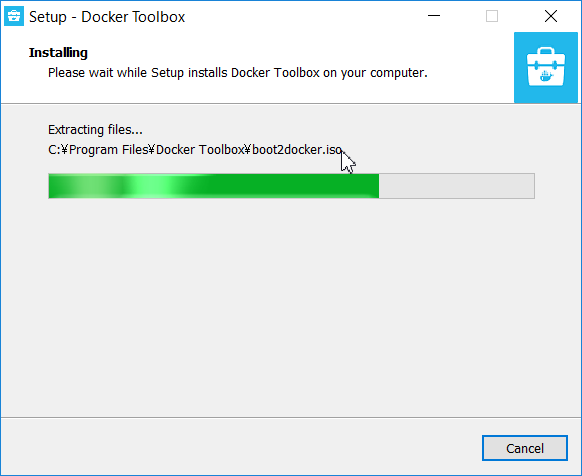 Setup - Docker Toolbox
Installing
Please wait while Setup installs Docker Toolbox on your computer.
Extracting files...
C:¥Program Files¥Docker Toolbox¥boot2docker.iso
Cancel